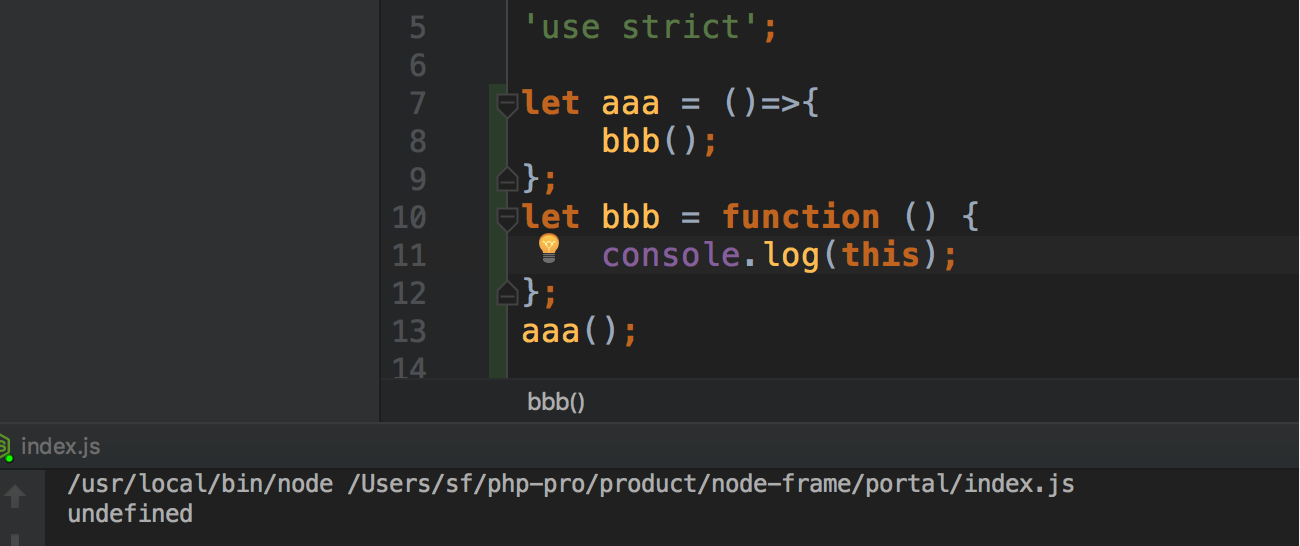 5 'use strict';
6
7 let aaa = ()=>{
8 bbb();
9 };
10 let bbb = function () {
11 console.log(this);
12 };
13 aaa();
14
bbb()
index.js
/usr/local/bin/node /Users/sf/php-pro/product/node-frame/portal/index.js
undefined